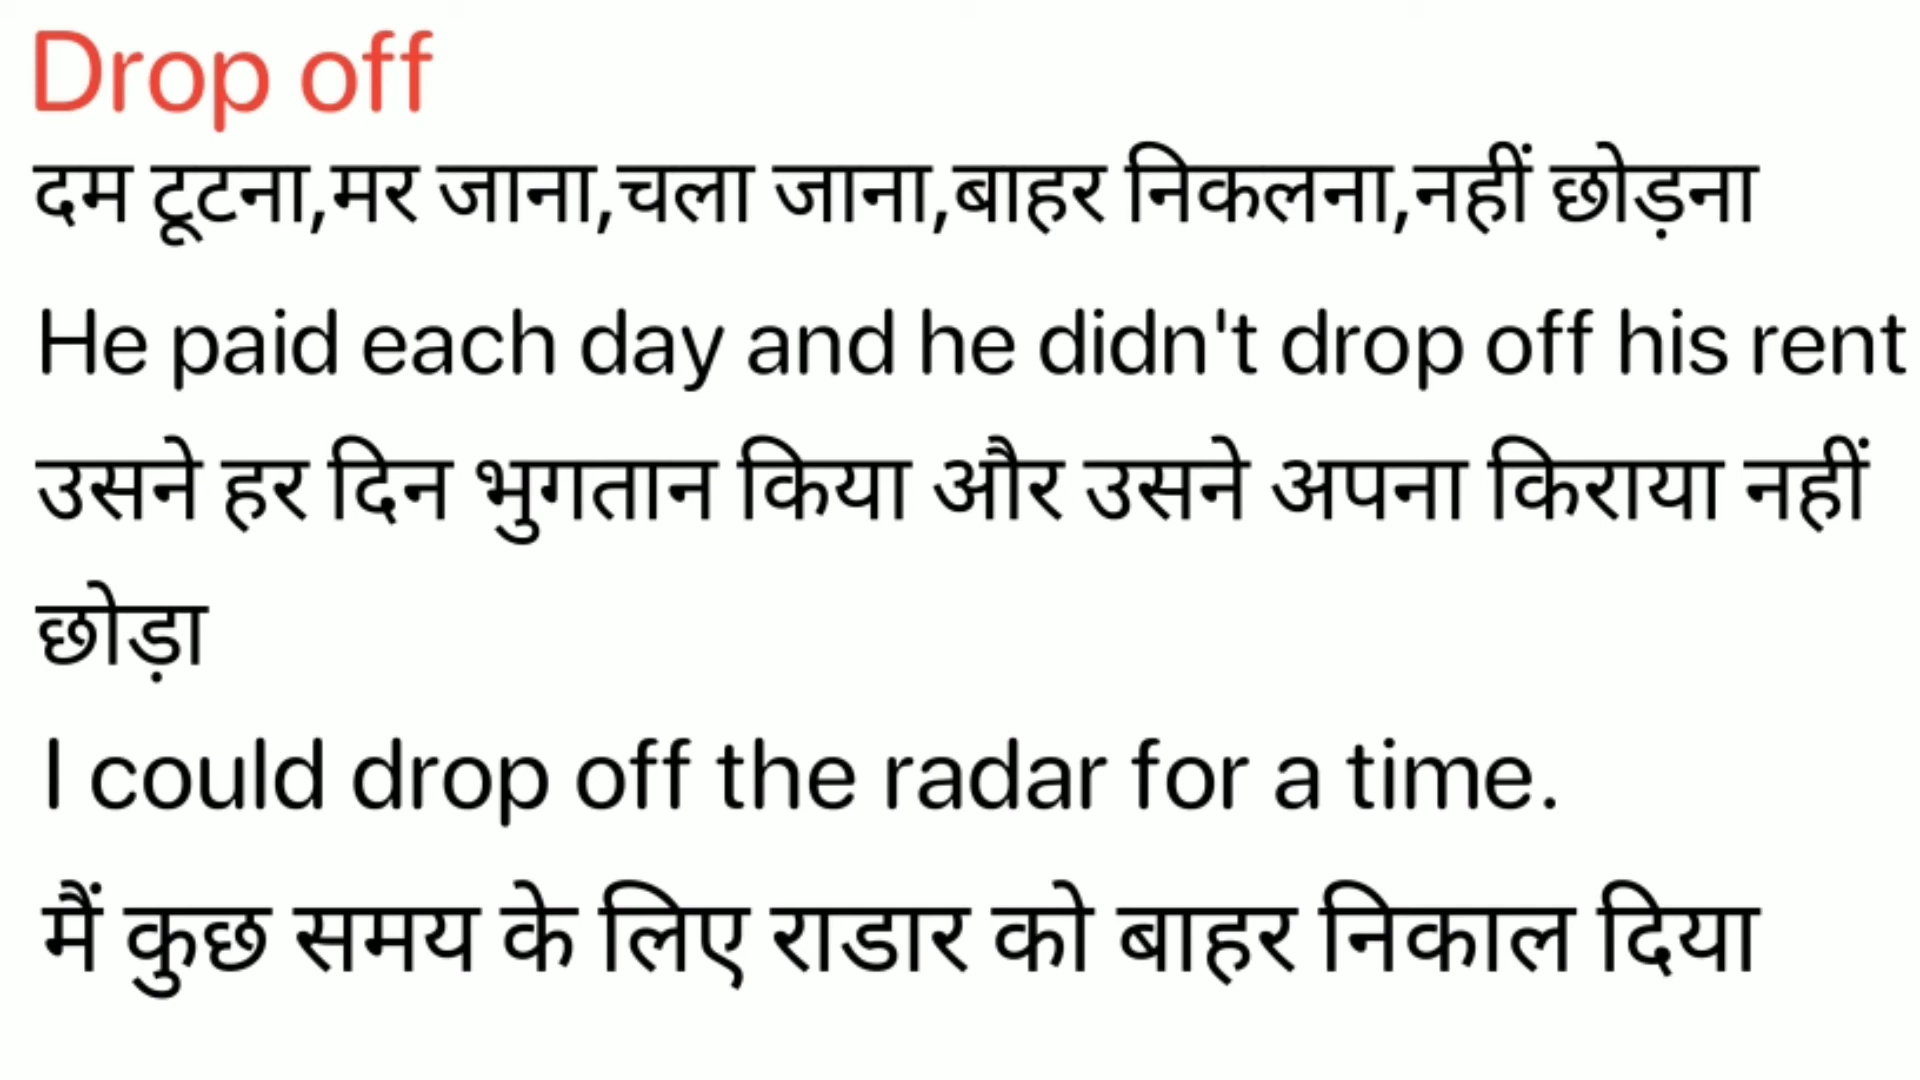 Drop off
दम टूटना,मर जाना,चला जाना,बाहर निकलना,नहीं छोड़ना
He paid each day and he didn't drop off his rent
उसने हर दिन भुगतान किया और उसने अपना किराया नहीं
छोड़ा
I could drop off the radar for a time.
मैं कुछ समय के लिए राडार को बाहर निकाल दिया